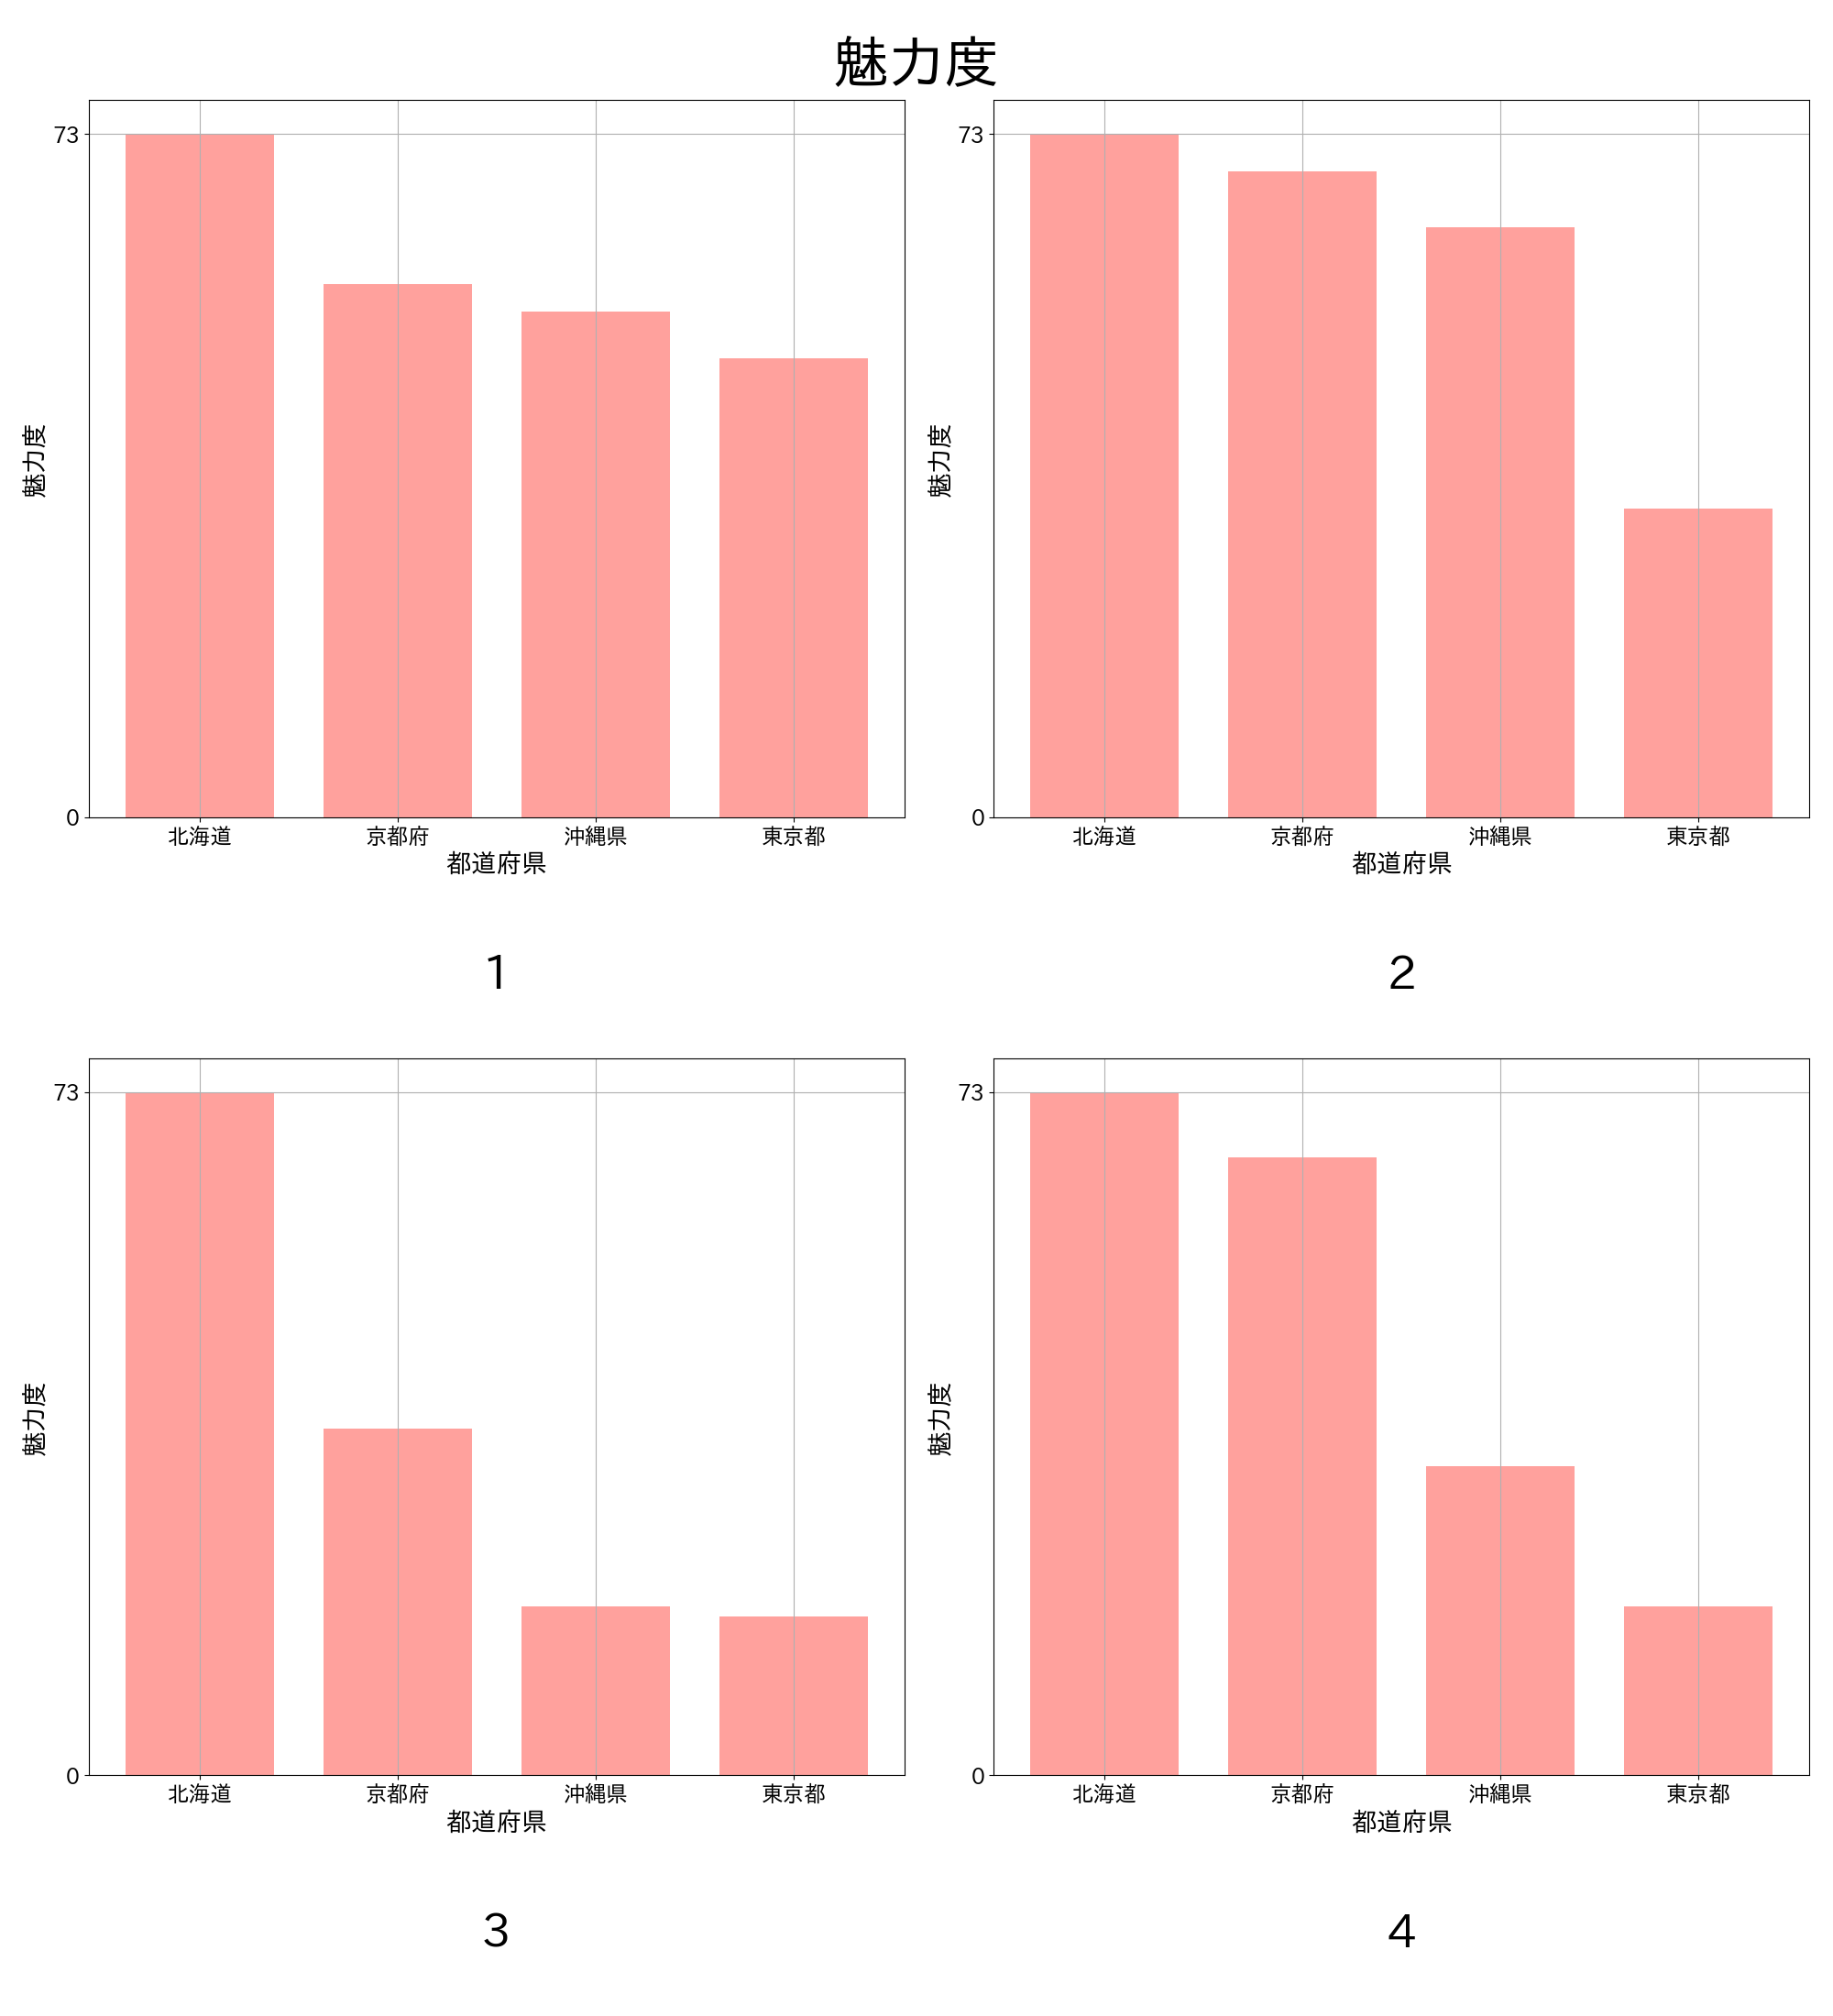 魅力度
73
0
魅力度
北海道 京都府 沖縄県 東京都
都道府県
1
73
0
魅力度
北海道 京都府 沖縄県 東京都
都道府県
2
73
0
魅力度
北海道 京都府 沖縄県 東京都
都道府県
3
73
0
魅力度
北海道 京都府 沖縄県 東京都
都道府県
4